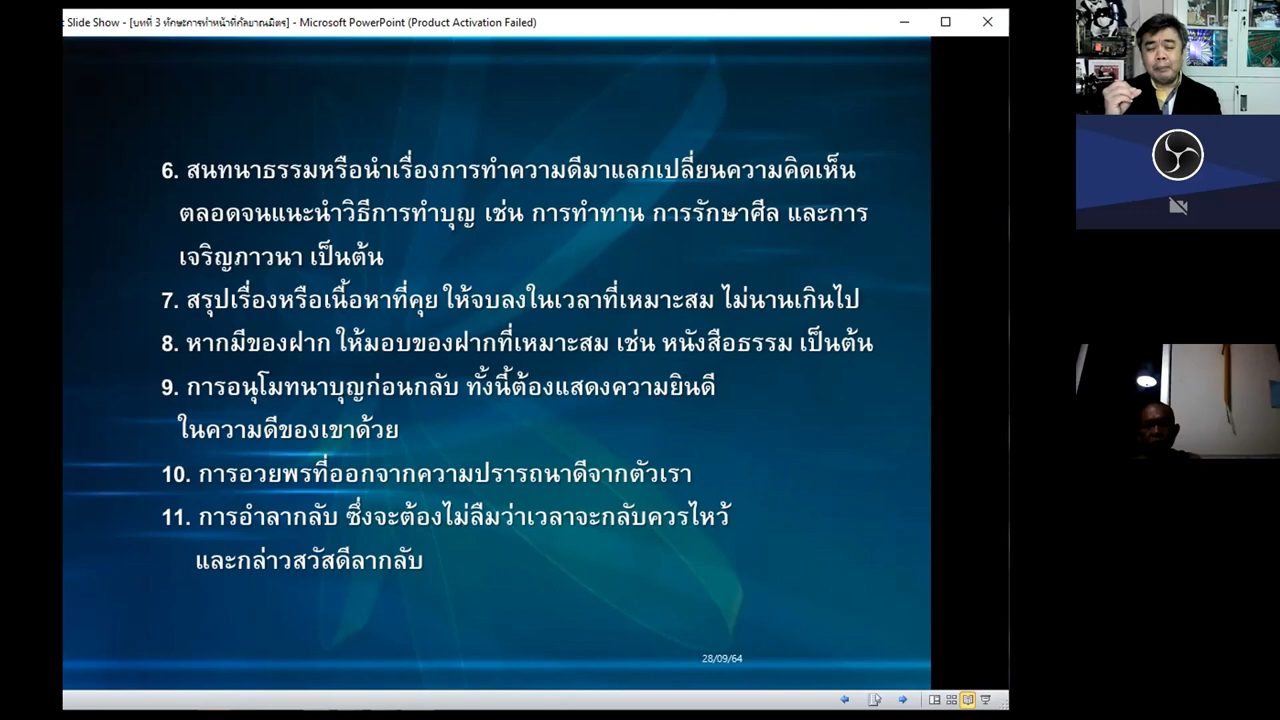 Slide Show - [บทที่ 3 ทักษะการทำหน้าที่กัลยาณมิตร] - Microsoft PowerPoint (Product Activation Failed)
6. สนทนาธรรมหรือนำเรื่องการทำความดีมาแลกเปลี่ยนความคิดเห็น
ตลอดจนแนะนำวิธีการทำบุญ เช่น การทำทาน การรักษาศีล และการ
เจริญภาวนา เป็นต้น
7. สรุปเรื่องหรือเนื้อหาที่คุย ให้จบลงในเวลาที่เหมาะสม ไม่นานเกินไป
8. หากมีของฝาก ให้มอบของฝากที่เหมาะสม เช่น หนังสือธรรม เป็นต้น
9. การอนุโมทนาบุญก่อนกลับ ทั้งนี้ต้องแสดงความยินดี
ในความดีของเขาด้วย
10. การอวยพรที่ออกจากความปรารถนาดีจากตัวเรา
11. การอำลากลับ ซึ่งจะต้องไม่ลืมว่าเวลาจะกลับควรไหว้
และกล่าวสวัสดีลากลับ
28/09/64